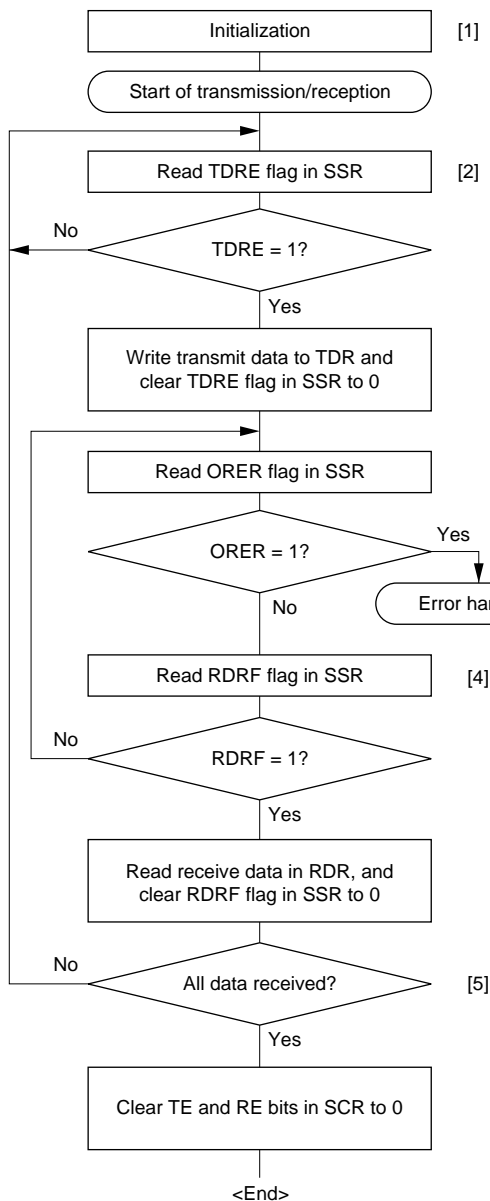 Initialization [1]
Start of transmission/reception
Read TDRE flag in SSR [2]
No
TDRE = 1?
Yes
Write transmit data to TDR and
clear TDRE flag in SSR to 0
Read ORER flag in SSR
Yes
ORER = 1?
Error
No
Read RDRF flag in SSR [4]
No
RDRF = 1?
Yes
Read receive data in RDR, and
clear RDRF flag in SSR to 0
No
All data received? [5]
Yes
Clear TE and RE bits in SCR to 0
<End>